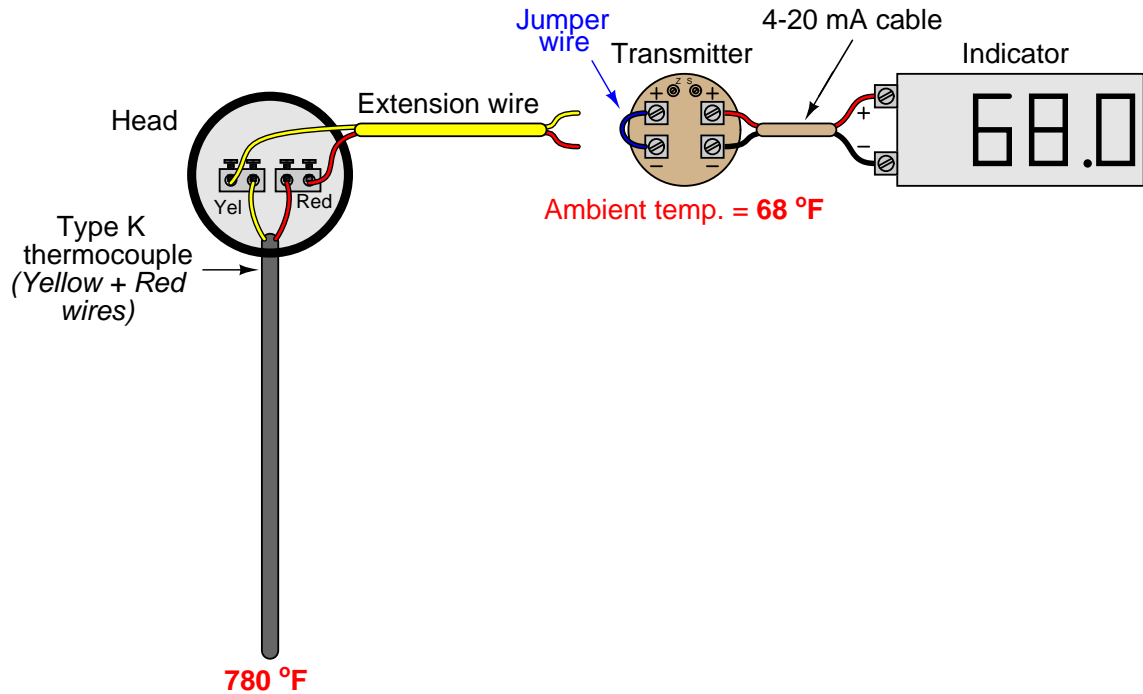 Jumper
wire
4-20 mA cable
Transmitter
Indicator
Head
Extension wire
Z S
+ +
− −
+
−
68.0
Yel
Red
Ambient temp. = 68 °F
Type K
thermocouple
(Yellow + Red
wires)
780 °F